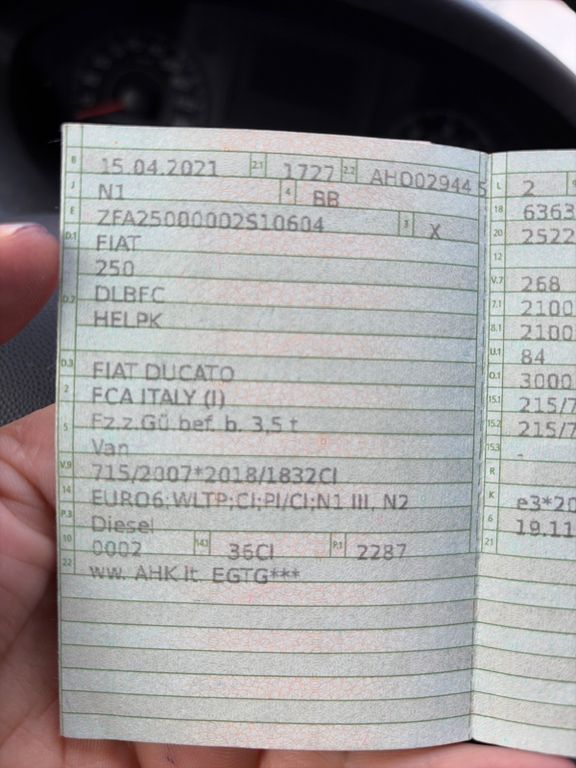 B 15.04.2021 2.1 1727 2.2 AHO02944 5
J N1 4 BB
E ZFA25000002S10604 3 X
D.1 FIAT
250
D.2 DLBFC
HELPK
D.3 FIAT DUCATO
2 FCA ITALY (I)
5 Fz.z.Gü.bef. b. 3,5 t
Van
V.9 715/2007*2018/1832CI
14 EURO6;WLTP;CI;PI/CI;N1 III, N2
P.3 Diesel
10 0002 14.1 36CI P.1 2287
22 ww. AHK lt. EGTG***
L 2 9
18 6363
20 2522
12
V.7 268
7.1 2100
8.1 2100
U.1 84
O.1 3000
15.1 215/7
15.2 215/7
15.3 -
R
K e3*20
6 19.11
21